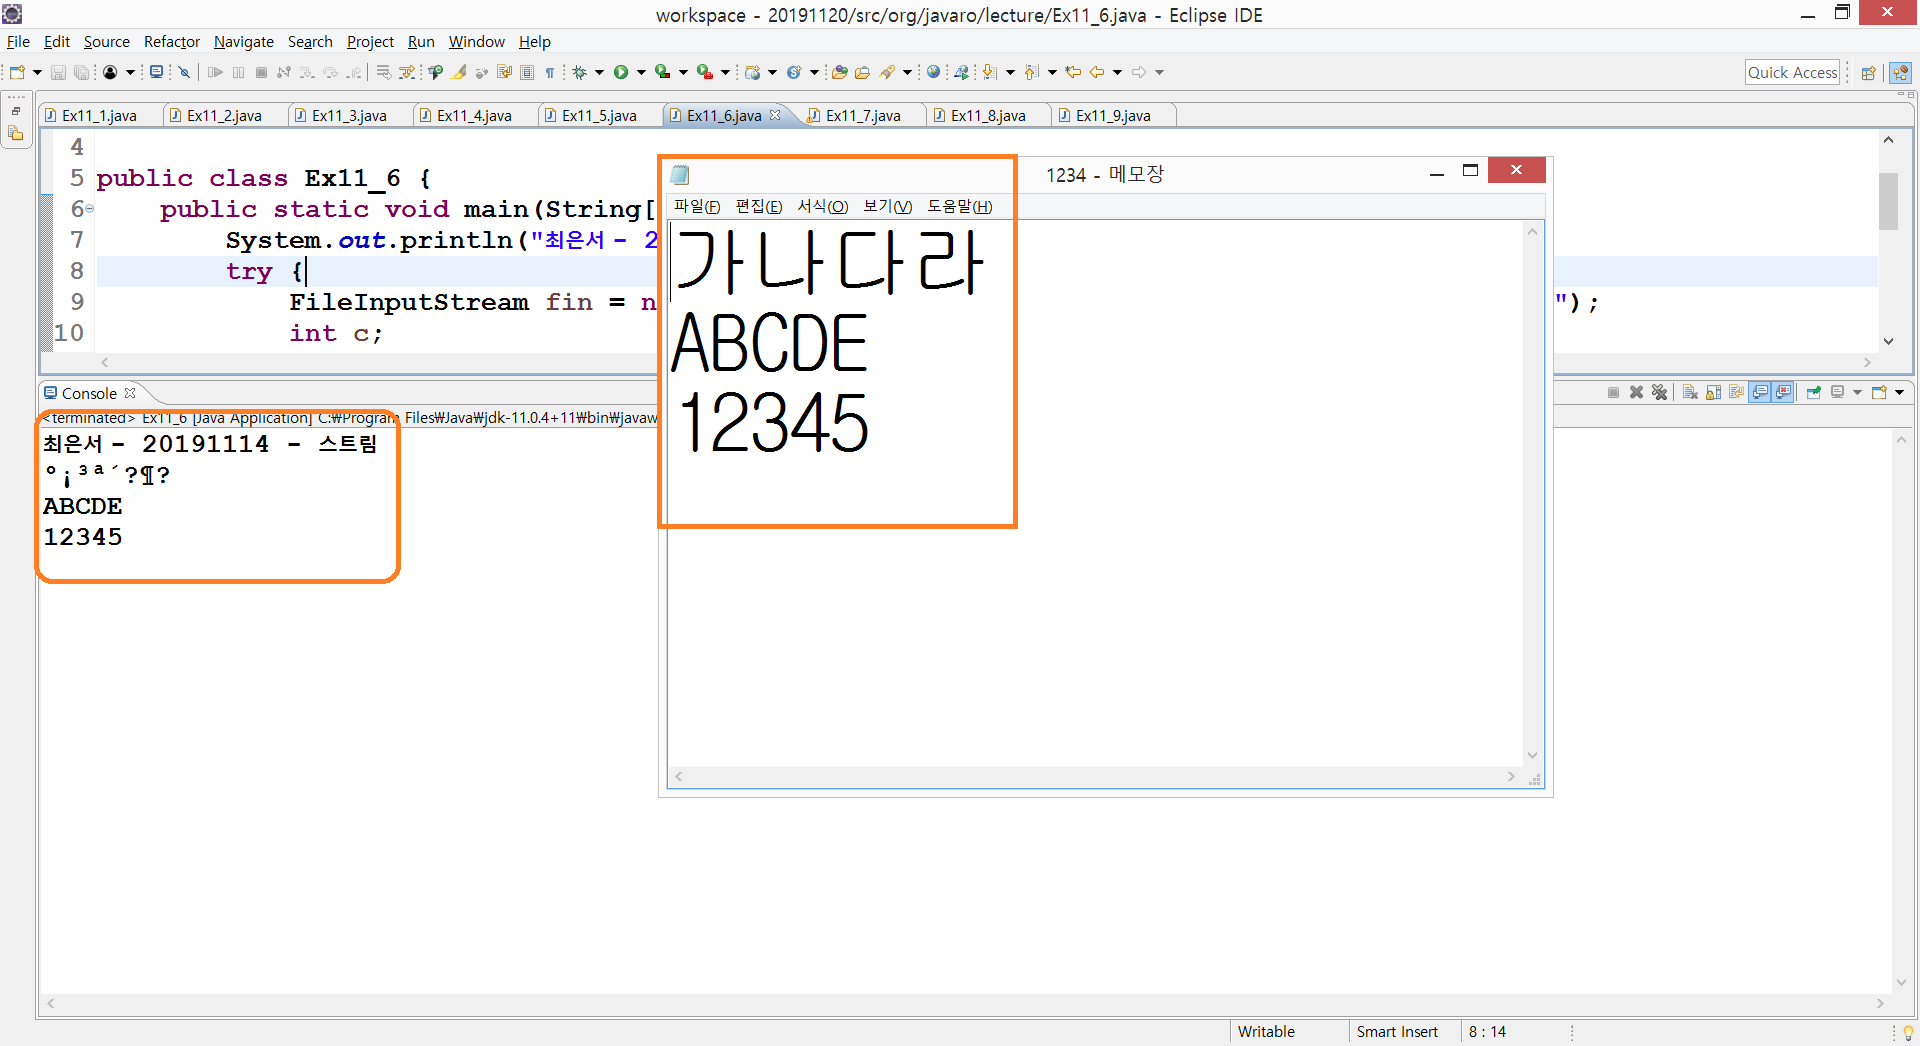 workspace - 20191120/src/org/javaro/lecture/Ex11_6.java - Eclipse IDE
File Edit Source Refactor Navigate Search Project Run Window Help
Quick Access
Ex11_1.java Ex11_2.java Ex11_3.java Ex11_4.java Ex11_5.java Ex11_6.java Ex11_7.java Ex11_8.java Ex11_9.java
4
5 public class Ex11_6 {
6 public static void main(String[
7 System.out.println("최은서 - 2
8 try {
9 FileInputStream fin = n ");
10 int c;
1234 - 메모장
파일(F) 편집(E) 서식(O) 보기(V) 도움말(H)
가나다라
ABCDE
12345
Console
<terminated> Ex11_6 [Java Application] C:₩Program Files₩Java₩jdk-11.0.4+11₩bin₩javaw
최은서 - 20191114 - 스트림
°¡³ª´?¶?
ABCDE
12345
Writable Smart Insert 8 : 14